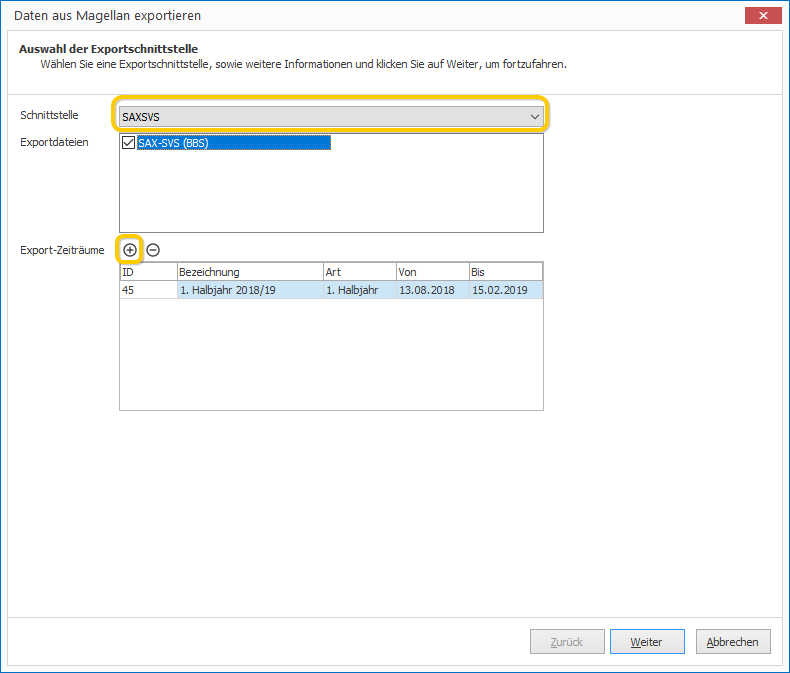 Daten aus Magellan exportieren
Auswahl der Exportschnittstelle
Wählen Sie eine Exportschnittstelle, sowie weitere Informationen und klicken Sie auf Weiter, um fortzufahren.
Schnittstelle
SAXSVS
Exportdateien
SAX-SVS (BBS)
Export-Zeiträume
ID Bezeichnung Art Von Bis
45 1. Halbjahr 2018/19 1. Halbjahr 13.08.2018 15.02.2019
Zurück Weiter Abbrechen